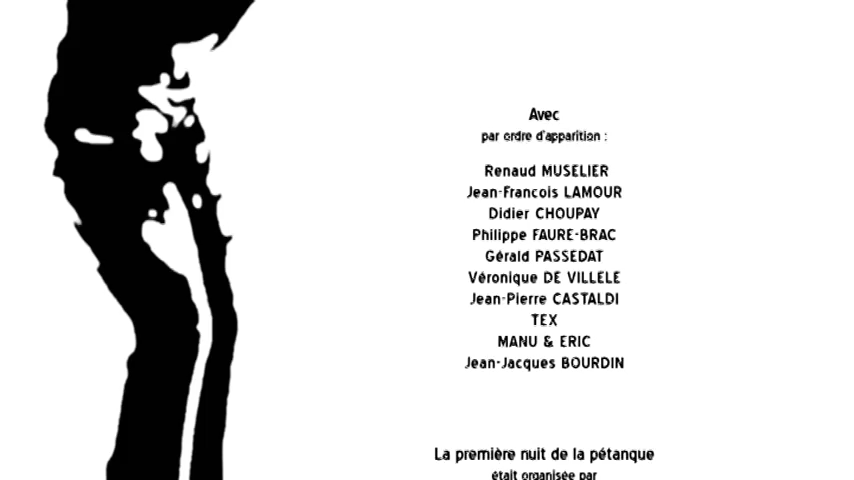 Avec
par ordre d'apparition :
Renaud MUSELIER
Jean-Francois LAMOUR
Didier CHOUPAY
Philippe FAURE-BRAC
Gérald PASSEDAT
Véronique DE VILLELE
Jean-Pierre CASTALDI
TEX
MANU & ERIC
Jean-Jacques BOURDIN
La première nuit de la pétanque
était organisée par